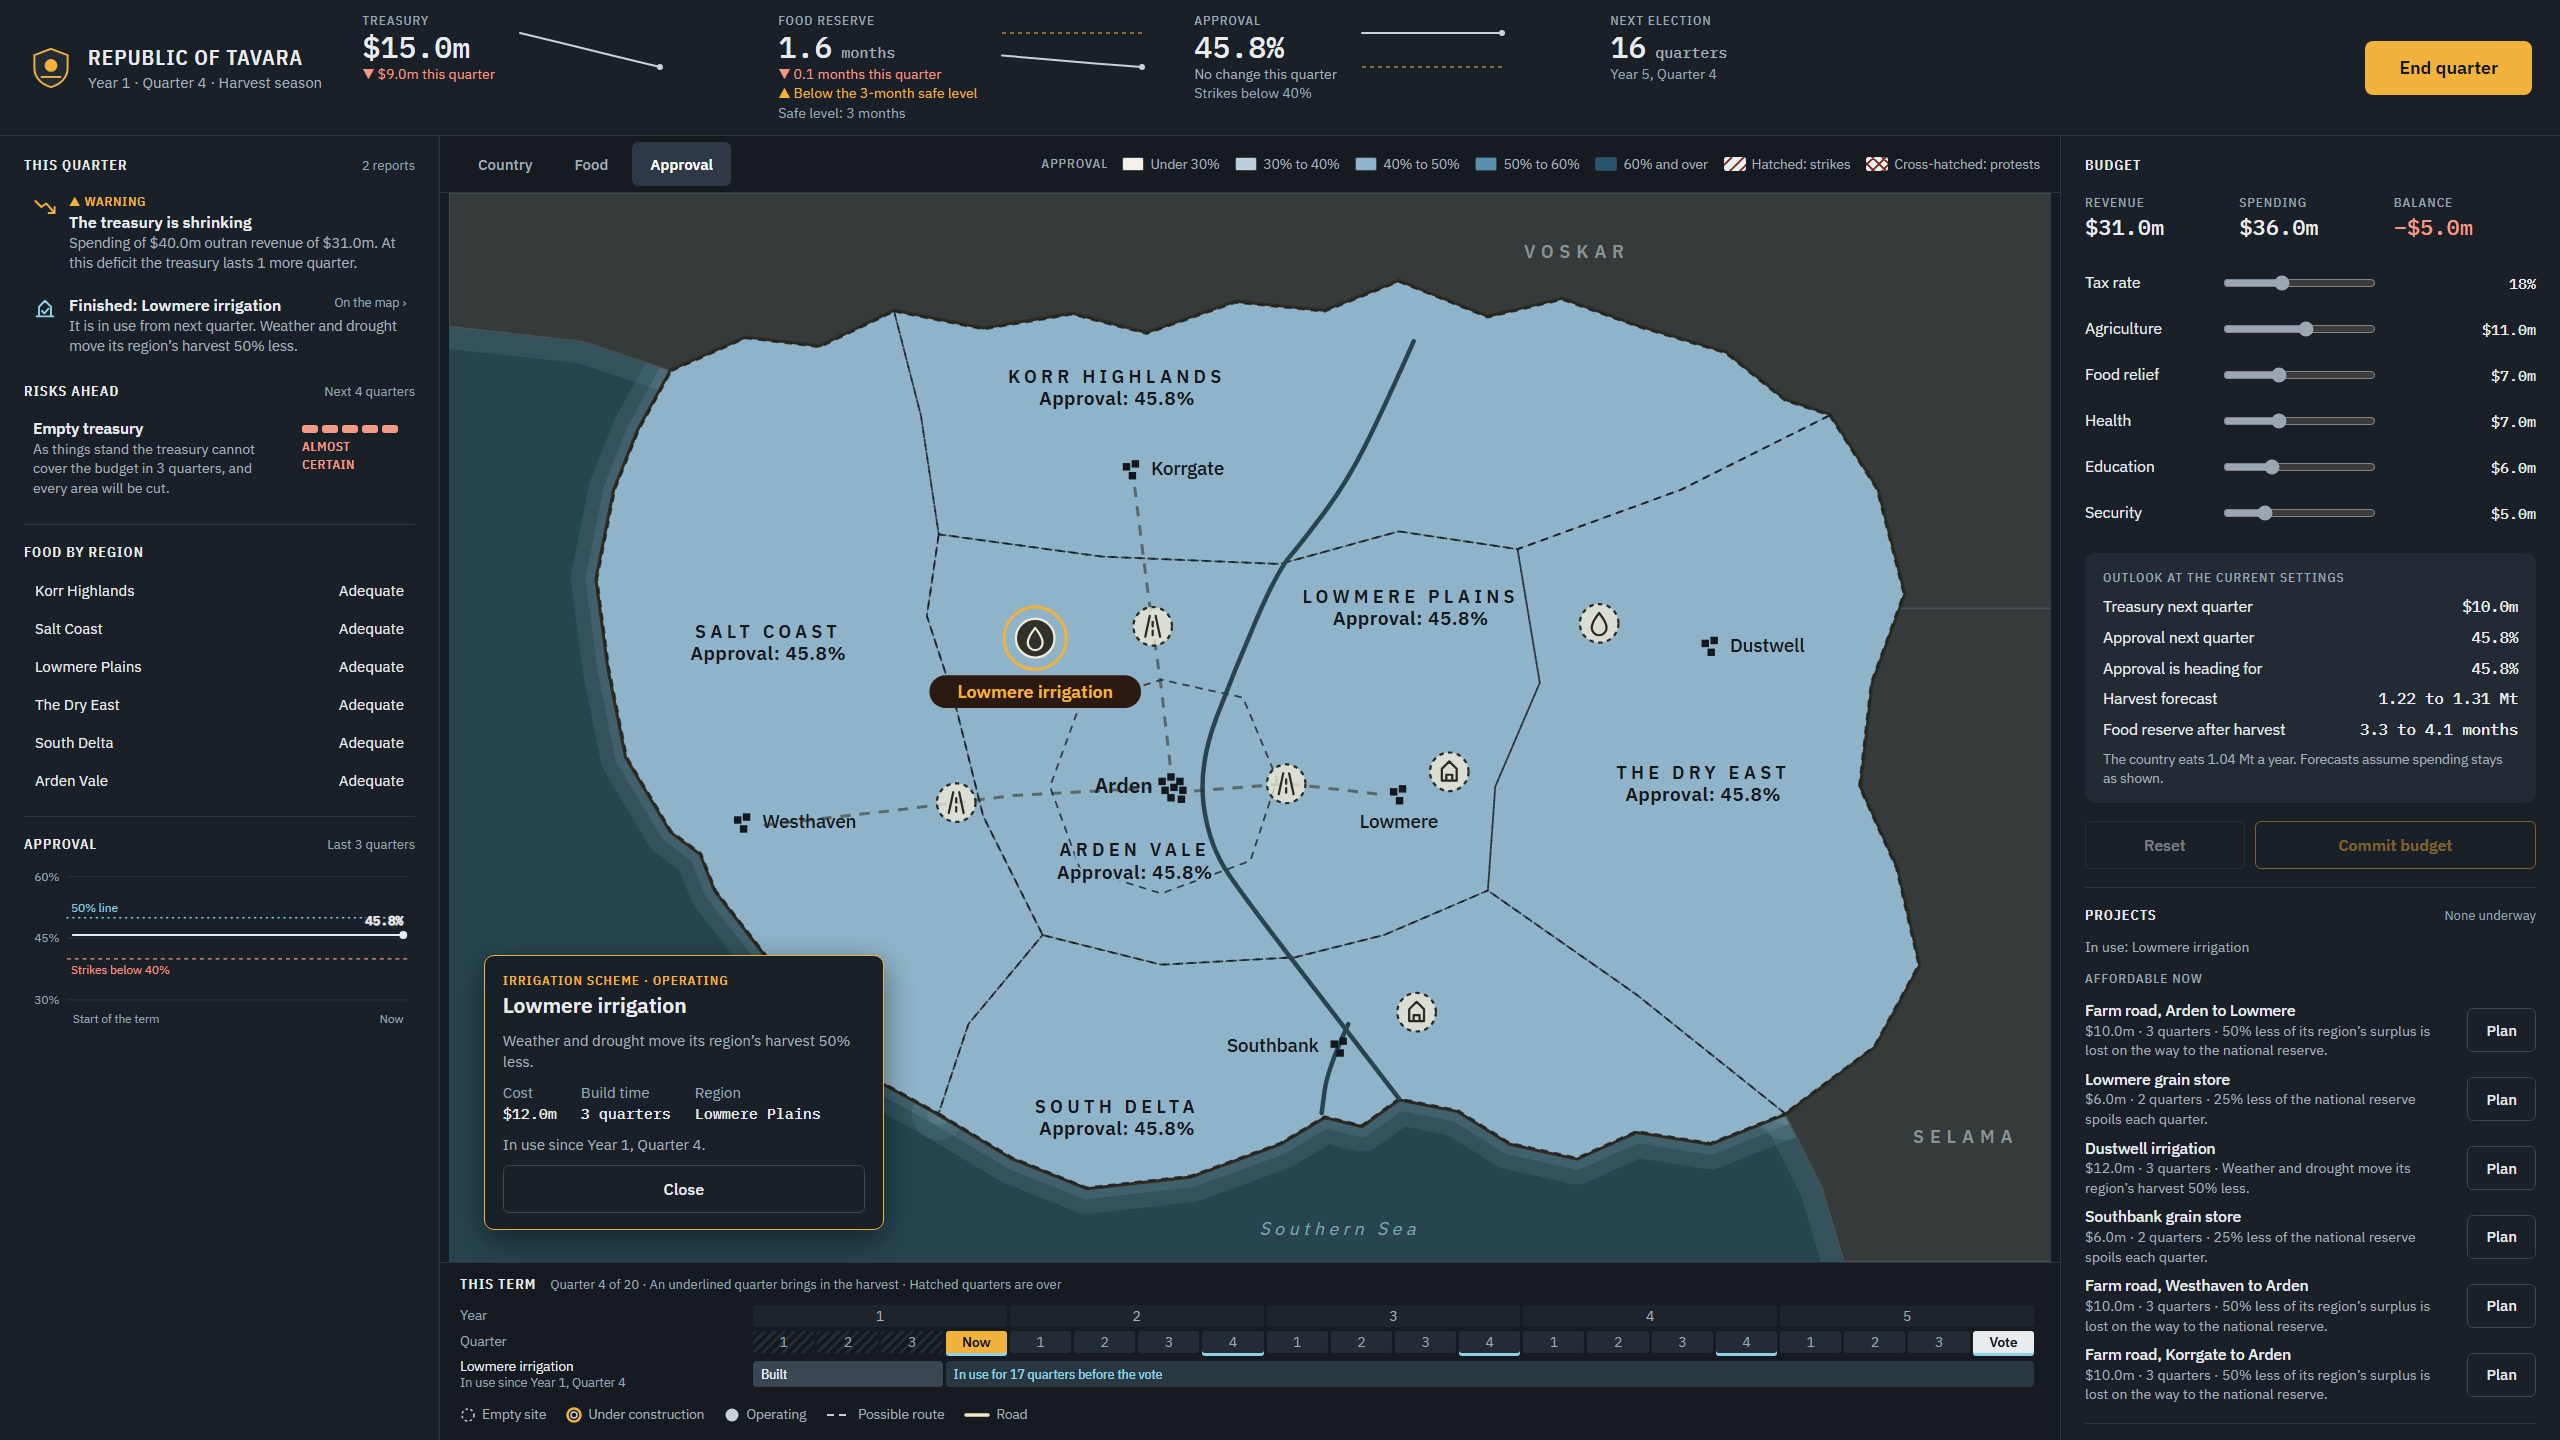 REPUBLIC OF TAVARA
Year 1 · Quarter 4 · Harvest season
TREASURY
$15.0m
▼ $9.0m this quarter
FOOD RESERVE
1.6 months
▼ 0.1 months this quarter
▲ Below the 3-month safe level
Safe level: 3 months
APPROVAL
45.8%
No change this quarter
Strikes below 40%
NEXT ELECTION
16 quarters
Year 5, Quarter 4
End quarter
THIS QUARTER
2 reports
▲ WARNING
The treasury is shrinking
Spending of $40.0m outran revenue of $31.0m. At
this deficit the treasury lasts 1 more quarter.
Finished: Lowmere irrigation
On the map ›
It is in use from next quarter. Weather and drought
move its region’s harvest 50% less.
RISKS AHEAD
Next 4 quarters
Empty treasury
As things stand the treasury cannot
cover the budget in 3 quarters, and
every area will be cut.
ALMOST
CERTAIN
FOOD BY REGION
Korr Highlands Adequate
Salt Coast Adequate
Lowmere Plains Adequate
The Dry East Adequate
South Delta Adequate
Arden Vale Adequate
APPROVAL
Last 3 quarters
60%
50% line
45.8%
45%
Strikes below 40%
30%
Start of the term
Now
Country
Food
Approval
APPROVAL
Under 30%
30% to 40%
40% to 50%
50% to 60%
60% and over
Hatched: strikes
Cross-hatched: protests
VOSKAR
KORR HIGHLANDS
Approval: 45.8%
Korrgate
LOWMERE PLAINS
Approval: 45.8%
SALT COAST
Approval: 45.8%
Dustwell
Lowmere irrigation
THE DRY EAST
Approval: 45.8%
Arden
Westhaven
Lowmere
ARDEN VALE
Approval: 45.8%
Southbank
SOUTH DELTA
Approval: 45.8%
SELAMA
Southern Sea
IRRIGATION SCHEME · OPERATING
Lowmere irrigation
Weather and drought move its region’s harvest 50%
less.
Cost Build time Region
$12.0m 3 quarters Lowmere Plains
In use since Year 1, Quarter 4.
Close
THIS TERM
Quarter 4 of 20 · An underlined quarter brings in the harvest · Hatched quarters are over
Year 1 2 3 4 5
Quarter 1 2 3 Now 1 2 3 4 1 2 3 4 1 2 3 4 1 2 3 Vote
Lowmere irrigation
In use since Year 1, Quarter 4
Built
In use for 17 quarters before the vote
Empty site
Under construction
Operating
Possible route
Road
BUDGET
REVENUE SPENDING BALANCE
$31.0m $36.0m −$5.0m
Tax rate 18%
Agriculture $11.0m
Food relief $7.0m
Health $7.0m
Education $6.0m
Security $5.0m
OUTLOOK AT THE CURRENT SETTINGS
Treasury next quarter $10.0m
Approval next quarter 45.8%
Approval is heading for 45.8%
Harvest forecast 1.22 to 1.31 Mt
Food reserve after harvest 3.3 to 4.1 months
The country eats 1.04 Mt a year. Forecasts assume spending stays
as shown.
Reset
Commit budget
PROJECTS
None underway
In use: Lowmere irrigation
AFFORDABLE NOW
Farm road, Arden to Lowmere
$10.0m · 3 quarters · 50% less of its region’s surplus is
lost on the way to the national reserve.
Plan
Lowmere grain store
$6.0m · 2 quarters · 25% less of the national reserve
spoils each quarter.
Plan
Dustwell irrigation
$12.0m · 3 quarters · Weather and drought move its
region’s harvest 50% less.
Plan
Southbank grain store
$6.0m · 2 quarters · 25% less of the national reserve
spoils each quarter.
Plan
Farm road, Westhaven to Arden
$10.0m · 3 quarters · 50% less of its region’s surplus is
lost on the way to the national reserve.
Plan
Farm road, Korrgate to Arden
$10.0m · 3 quarters · 50% less of its region’s surplus is
lost on the way to the national reserve.
Plan